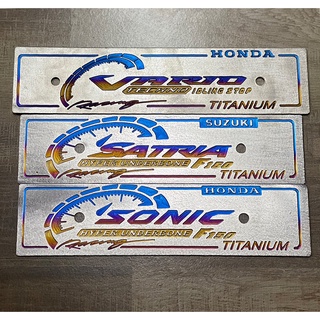 HONDA
VARIO
TECHNO IDLING STOP
Racing
TITANIUM
SUZUKI
SATRIA
HYPER UNDERBONE F150
Racing
TITANIUM
HONDA
SONIC
HYPER UNDERBONE F150
Racing
TITANIUM